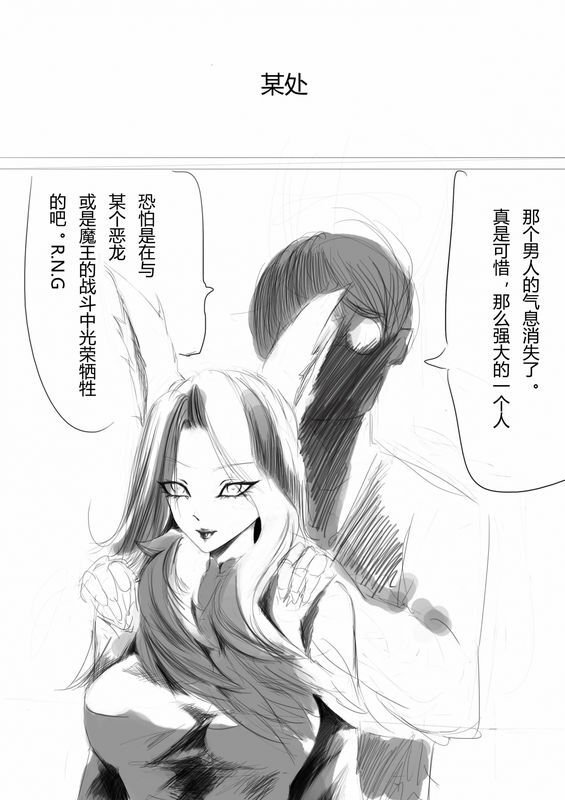 某处
那个男人的气息消失了。
真是可惜，那么强大的一个人
恐怕是在与
某个恶龙
或是魔王的战斗中光荣牺牲
的吧。R.N.G